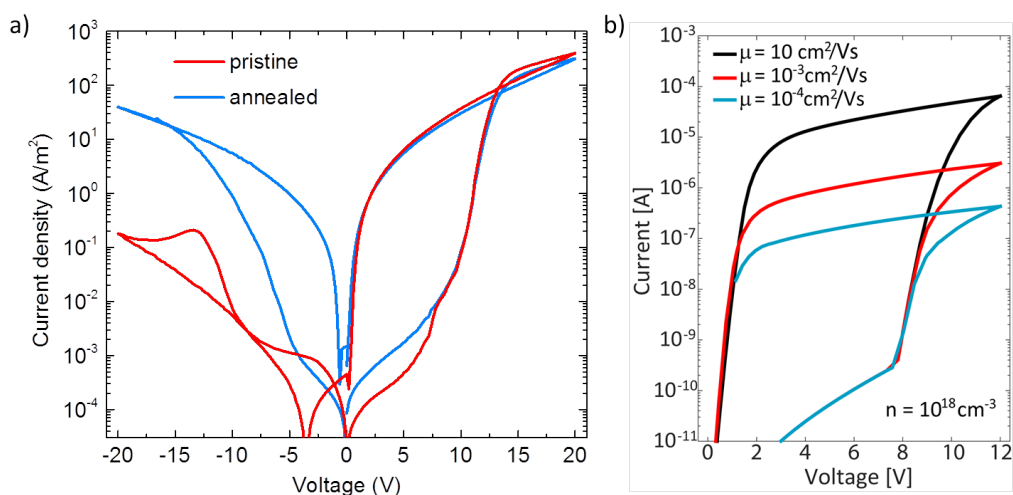 a)
10³
10²
10¹
10⁰
10⁻¹
10⁻²
10⁻³
10⁻⁴
Current density (A/m²)
pristine
annealed
-20 -15 -10 -5 0 5 10 15 20
Voltage (V)
b)
10⁻³
10⁻⁴
10⁻⁵
10⁻⁶
10⁻⁷
10⁻⁸
10⁻⁹
10⁻¹⁰
10⁻¹¹
Current [A]
μ = 10 cm²/Vs
μ = 10⁻³cm²/Vs
μ = 10⁻⁴cm²/Vs
n = 10¹⁸cm⁻³
0 2 4 6 8 10 12
Voltage [V]